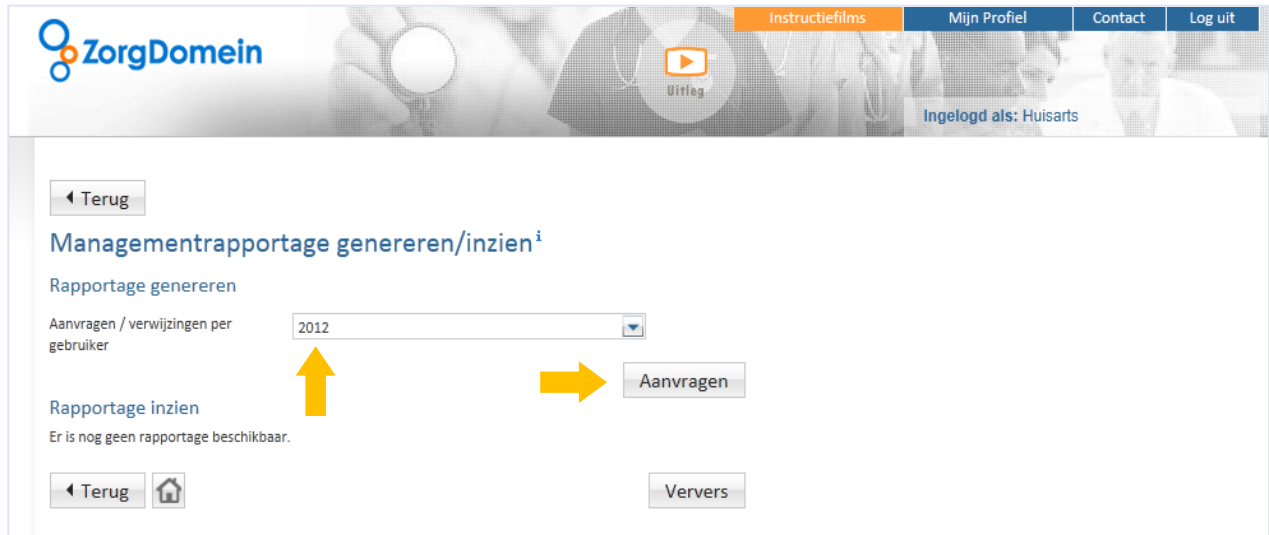 Instructiefilms Mijn Profiel Contact Log uit
ZorgDomein
Uitleg
Ingelogd als: Huisarts
Terug
Managementrapportage genereren/inzien i
Rapportage genereren
Aanvragen / verwijzingen per
gebruiker
2012
Aanvragen
Rapportage inzien
Er is nog geen rapportage beschikbaar.
Terug
Ververs